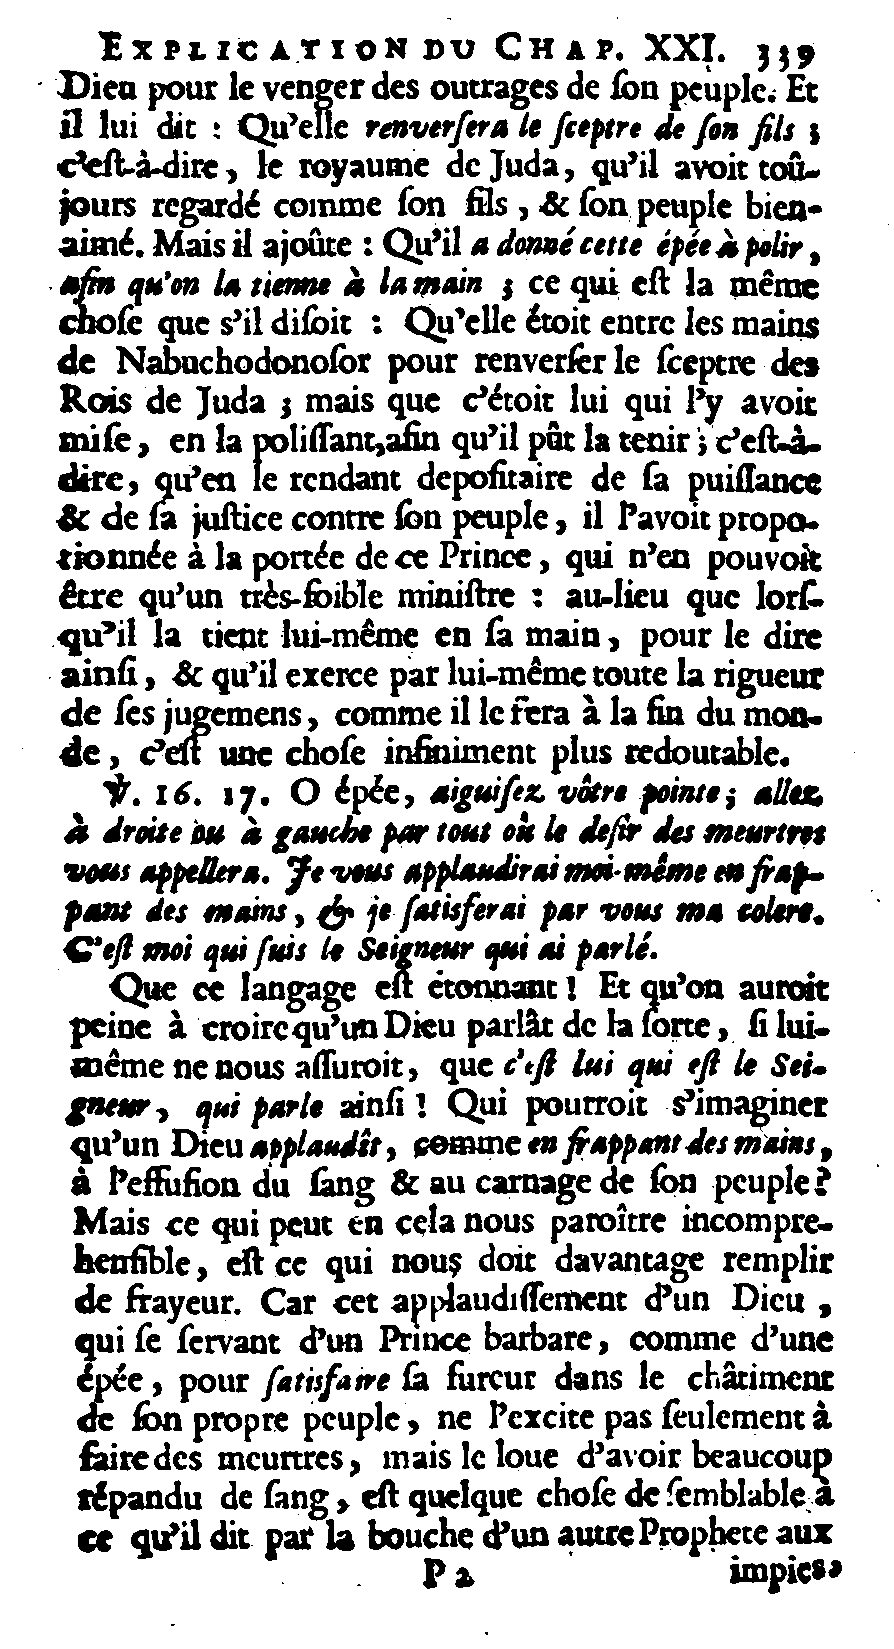 EXPLICATION DU CHAP. XXI. 339
Dieu pour le venger des outrages de ſon peuple. Et
il lui dit : Qu'elle renverſera le ſceptre de ſon fils ;
c'eſt-à-dire, le royaume de Juda, qu'il avoit toû-
jours regardé comme ſon fils, & ſon peuple bien-
aimé. Mais il ajoûte : Qu'il a donné cette épée à polir,
afin qu'on la tienne à la main ; ce qui eſt la même
choſe que s'il diſoit : Qu'elle étoit entre les mains
de Nabuchodonoſor pour renverſer le ſceptre des
Rois de Juda ; mais que c'étoit lui qui l'y avoit
miſe, en la poliſſant, afin qu'il pût la tenir ; c'eſt-à-
dire, qu'en le rendant depoſitaire de ſa puiſſance
& de ſa juſtice contre ſon peuple, il l'avoit propo-
tionnée à la portée de ce Prince, qui n'en pouvoit
être qu'un très-foible miniſtre : au-lieu que lorſ-
qu'il la tient lui-même en ſa main, pour le dire
ainſi, & qu'il exerce par lui-même toute la rigueur
de ſes jugemens, comme il le fera à la fin du mon-
de, c'eſt une choſe infiniment plus redoutable.
℣. 16. 17. O épée, aiguiſez vôtre pointe ; allez
à droite ou à gauche par tout où le deſir des meurtres
vous appellera. Je vous applaudirai moi-même en frap-
pant des mains, & je ſatisferai par vous ma colere.
C'eſt moi qui ſuis le Seigneur qui ai parlé.
Que ce langage eſt étonnant ! Et qu'on auroit
peine à croire qu'un Dieu parlât de la ſorte, ſi lui-
même ne nous aſſuroit, que c'eſt lui qui eſt le Sei-
gneur, qui parle ainſi ! Qui pourroit s'imaginer
qu'un Dieu applaudît, comme en frappant des mains,
à l'effuſion du ſang & au carnage de ſon peuple ?
Mais ce qui peut en cela nous paroître incompre-
henſible, eſt ce qui nous doit davantage remplir
de frayeur. Car cet applaudiſſement d'un Dieu,
qui ſe ſervant d'un Prince barbare, comme d'une
épée, pour ſatisfaire ſa fureur dans le châtiment
de ſon propre peuple, ne l'excite pas ſeulement à
faire des meurtres, mais le loue d'avoir beaucoup
répandu de ſang, eſt quelque choſe de ſemblable à
ce qu'il dit par la bouche d'un autre Prophete aux
P 2 impies,